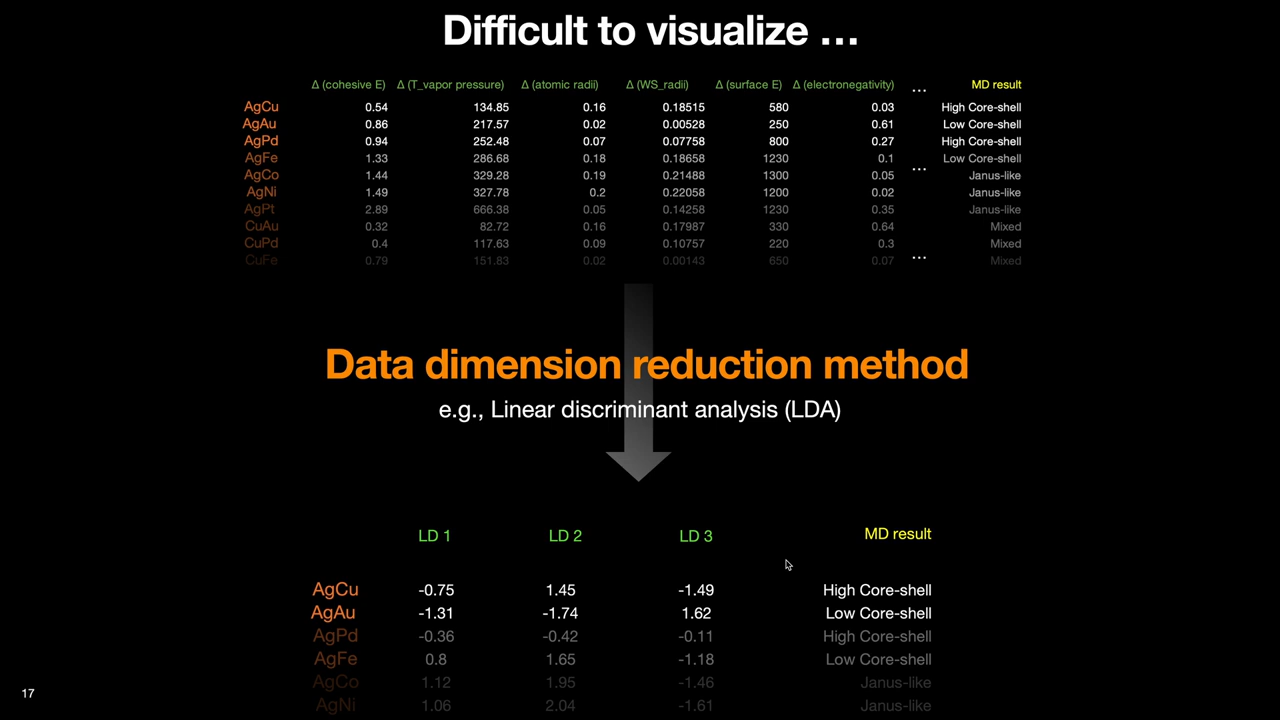 Difficult to visualize ...
Δ (cohesive E) Δ (T_vapor pressure) Δ (atomic radii) Δ (WS_radii) Δ (surface E) Δ (electronegativity) ... MD result
AgCu 0.54 134.85 0.16 0.18515 580 0.03 High Core-shell
AgAu 0.86 217.57 0.02 0.00528 250 0.61 Low Core-shell
AgPd 0.94 252.48 0.07 0.07758 800 0.27 High Core-shell
AgFe 1.33 286.68 0.18 0.18658 1230 0.1 Low Core-shell
AgCo 1.44 329.28 0.19 0.21488 1300 0.05 ... Janus-like
AgNi 1.49 327.78 0.2 0.22058 1200 0.02 Janus-like
AgPt 2.89 666.38 0.05 0.14258 1230 0.35 Janus-like
CuAu 0.32 82.72 0.16 0.17987 330 0.64 Mixed
CuPd 0.4 117.63 0.09 0.10757 220 0.3 Mixed
CuFe 0.79 151.83 0.02 0.00143 650 0.07 ... Mixed
Data dimension reduction method
e.g., Linear discriminant analysis (LDA)
LD 1 LD 2 LD 3 MD result
AgCu -0.75 1.45 -1.49 High Core-shell
AgAu -1.31 -1.74 1.62 Low Core-shell
AgPd -0.36 -0.42 -0.11 High Core-shell
AgFe 0.8 1.65 -1.18 Low Core-shell
AgCo 1.12 1.95 -1.46 Janus-like
AgNi 1.06 2.04 -1.61 Janus-like
17